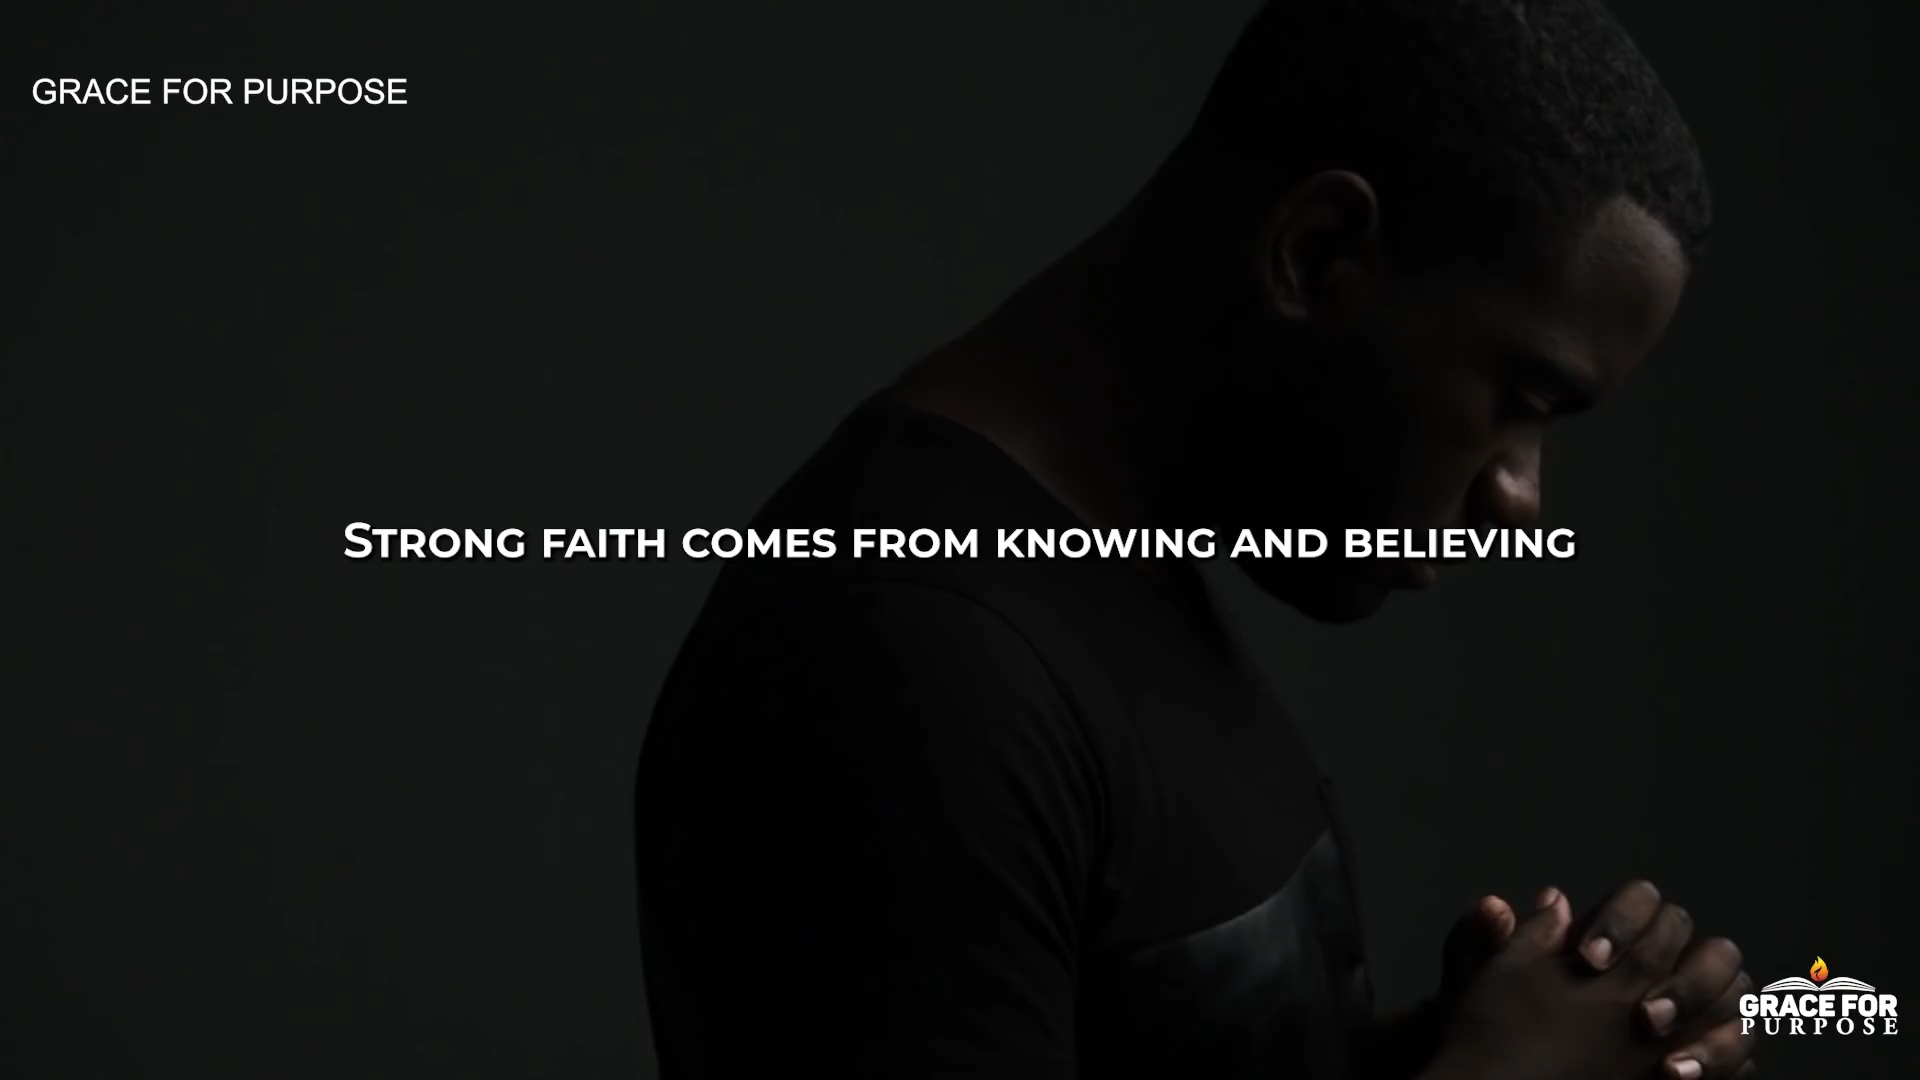 GRACE FOR PURPOSE
Strong faith comes from knowing and believing
GRACE FOR
PURPOSE